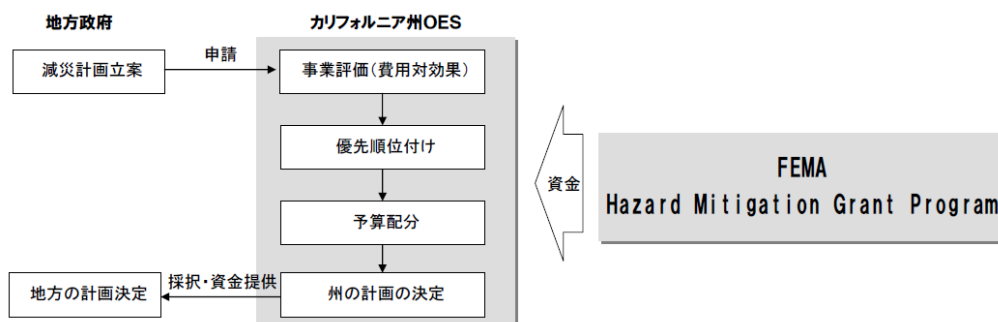 地方政府
カリフォルニア州OES
減災計画立案
申請
事業評価(費用対効果)
優先順位付け
予算配分
州の計画の決定
採択・資金提供
地方の計画決定
資金
FEMA
Hazard Mitigation Grant Program